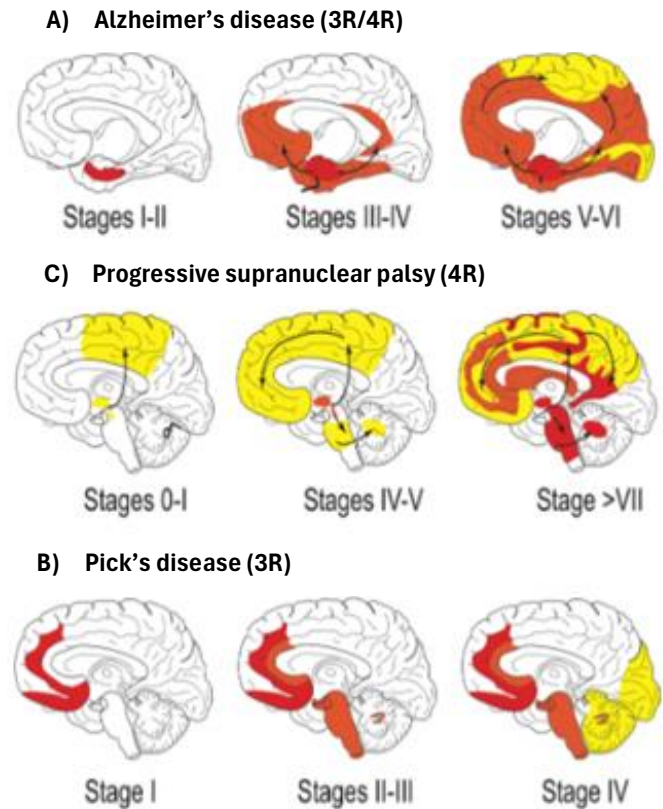 A) Alzheimer's disease (3R/4R)
Stages I-II Stages III-IV Stages V-VI
C) Progressive supranuclear palsy (4R)
Stages 0-I Stages IV-V Stage >VII
B) Pick's disease (3R)
Stage I Stages II-III Stage IV